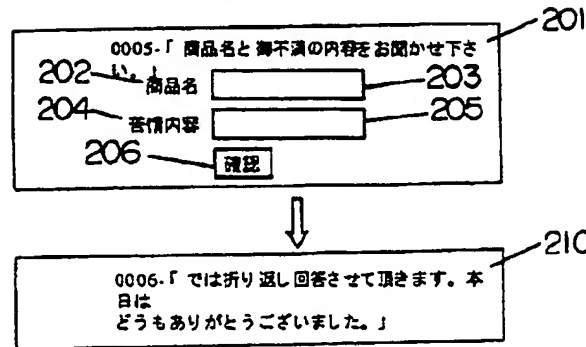 201
0005-「 商品名と御不満の内容をお聞かせ下さ
い。」
202 商品名 203
204 苦情内容 205
206 確認
210
0006-「 では折り返し回答させて頂きます。本
日は
どうもありがとうございました。」